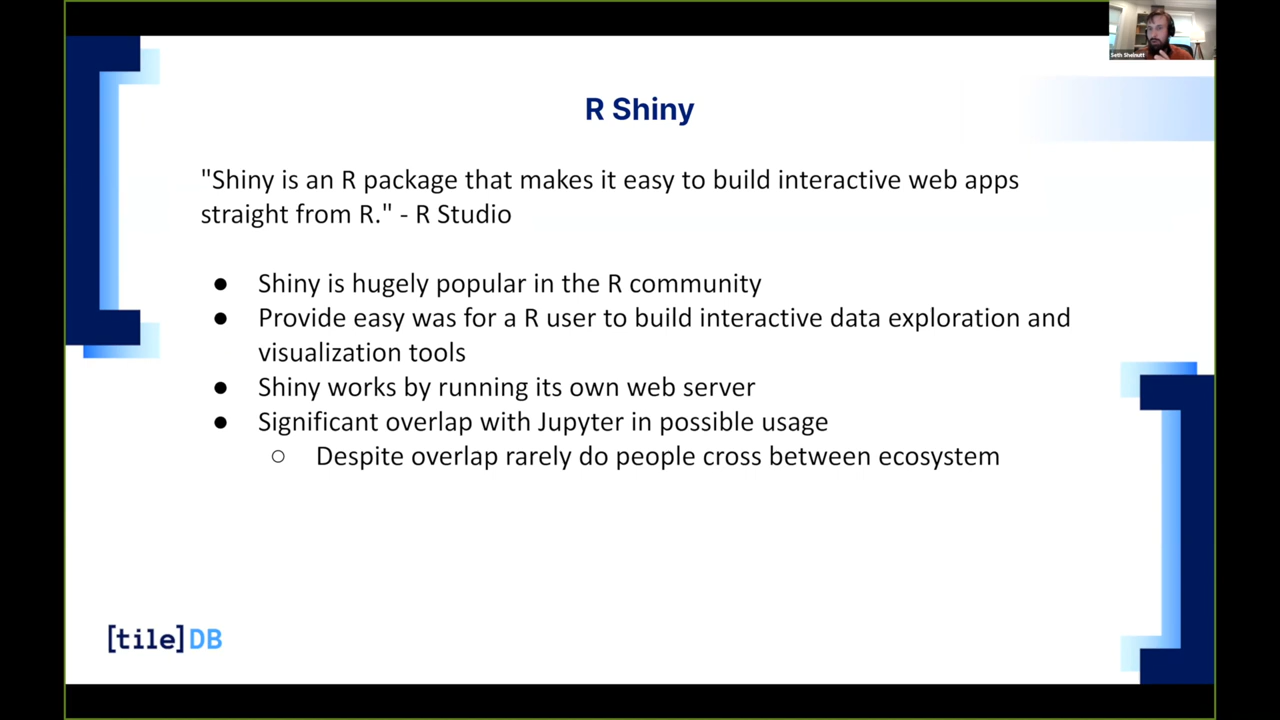 Seth Shelnutt
R Shiny
"Shiny is an R package that makes it easy to build interactive web apps
straight from R." - R Studio
● Shiny is hugely popular in the R community
● Provide easy was for a R user to build interactive data exploration and
visualization tools
● Shiny works by running its own web server
● Significant overlap with Jupyter in possible usage
○ Despite overlap rarely do people cross between ecosystem
[tile]DB